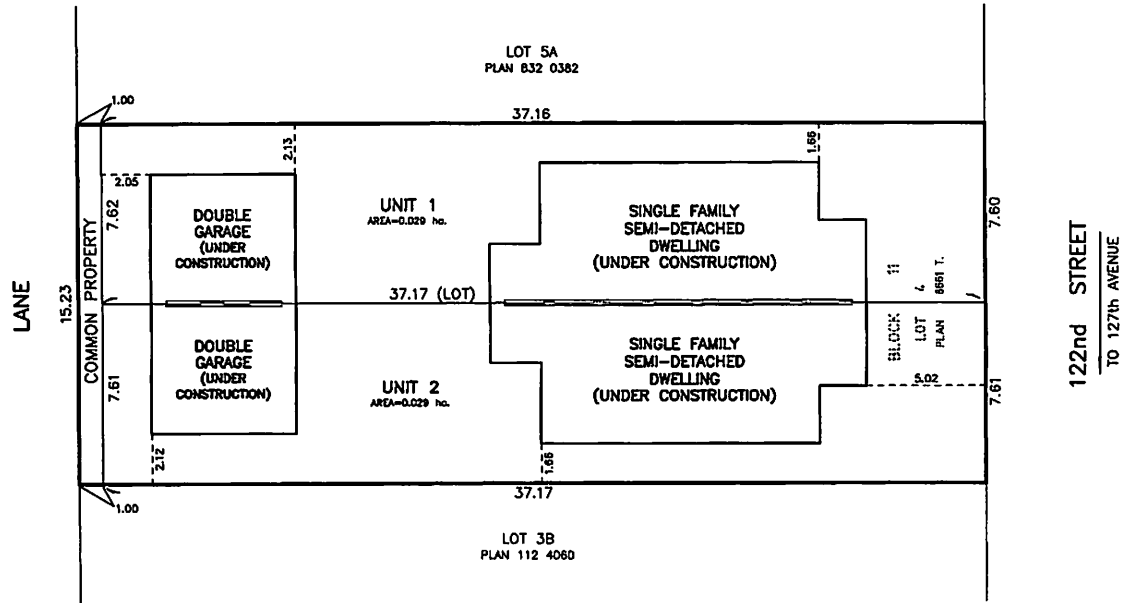 LOT 5A
PLAN 832 0382
1.00
37.16
2.13
1.66
2.05
7.62
7.60
DOUBLE
GARAGE
(UNDER
CONSTRUCTION)
UNIT 1
AREA=0.029 ha.
SINGLE FAMILY
SEMI-DETACHED
DWELLING
(UNDER CONSTRUCTION)
LANE
15.23
COMMON PROPERTY
37.17 (LOT)
BLOCK 11
LOT 4
PLAN 8661 T.
122nd STREET
TO 127th AVENUE
DOUBLE
GARAGE
(UNDER
CONSTRUCTION)
UNIT 2
AREA=0.029 ha.
SINGLE FAMILY
SEMI-DETACHED
DWELLING
(UNDER CONSTRUCTION)
7.61
5.02
7.61
2.12
1.66
1.00
37.17
LOT 3B
PLAN 112 4060